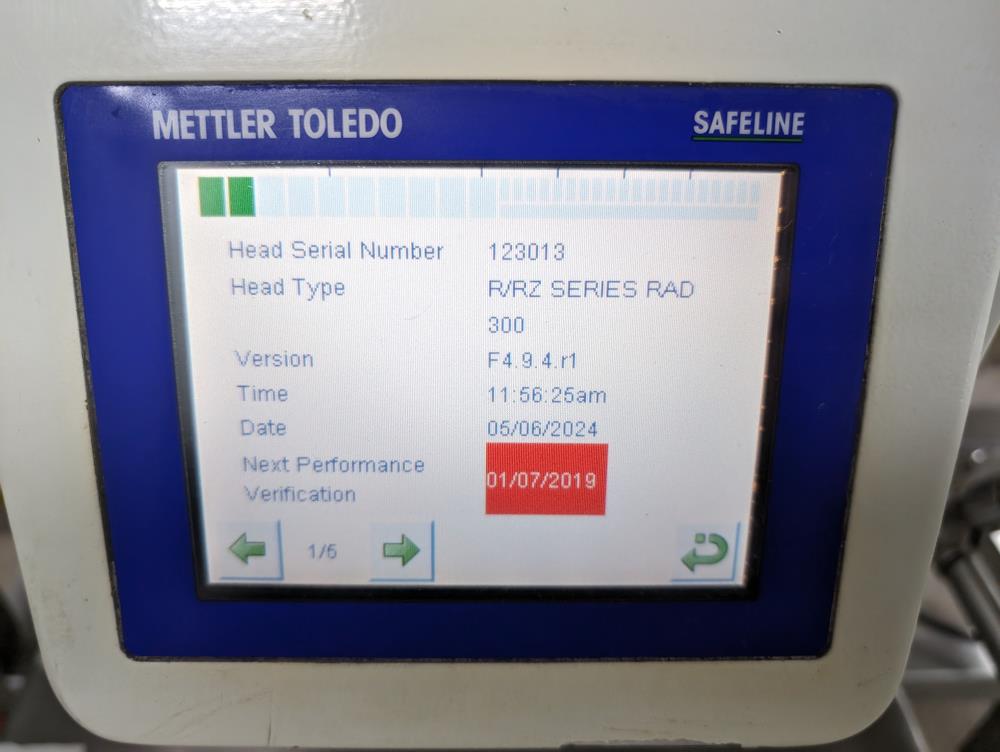 METTLER TOLEDO SAFELINE
Head Serial Number 123013
Head Type R/RZ SERIES RAD
300
Version F4.9.4.r1
Time 11:56:25am
Date 05/06/2024
Next Performance
Verification 01/07/2019
1/6